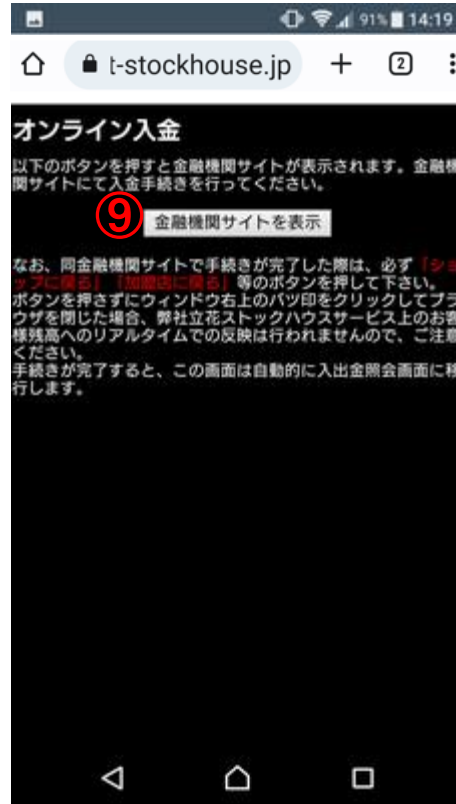 91% 14:19
t-stockhouse.jp
2
オンライン入金
以下のボタンを押すと金融機関サイトが表示されます。金融機
関サイトにて入金手続きを行ってください。
⑨
金融機関サイトを表示
なお、同金融機関サイトで手続きが完了した際は、必ず「ショ
ップに戻る」「加盟店に戻る」等のボタンを押して下さい。
ボタンを押さずにウィンドウ右上のバツ印をクリックしてブラ
ウザを閉じた場合、弊社立花ストックハウスサービス上のお客
様残高へのリアルタイムでの反映は行われませんので、ご注意
ください。
手続きが完了すると、この画面は自動的に入出金照会画面に移
行します。